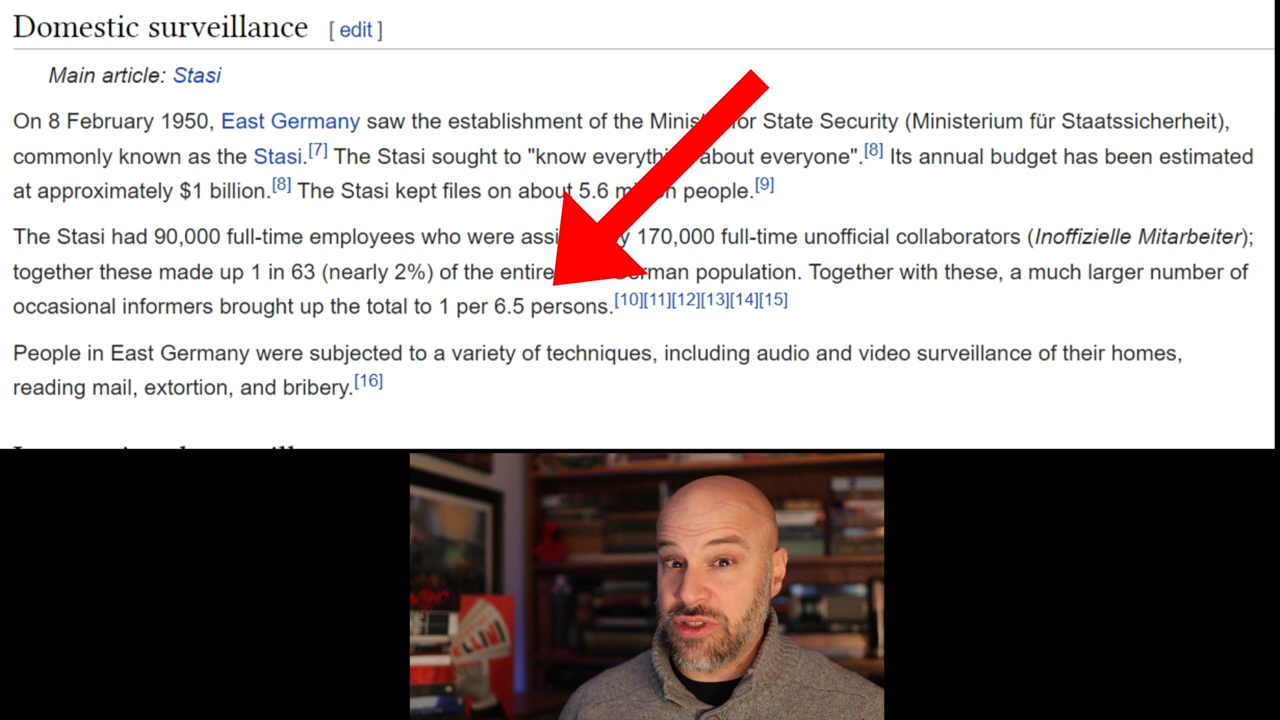 Domestic surveillance [ edit ]
Main article: Stasi
On 8 February 1950, East Germany saw the establishment of the Minis for State Security (Ministerium für Staatssicherheit),
commonly known as the Stasi.[7] The Stasi sought to "know everything about everyone".[8] Its annual budget has been estimated
at approximately $1 billion.[8] The Stasi kept files on about 5.6 m n people.[9]
The Stasi had 90,000 full-time employees who were assi y 170,000 full-time unofficial collaborators (Inoffizielle Mitarbeiter);
together these made up 1 in 63 (nearly 2%) of the entire rman population. Together with these, a much larger number of
occasional informers brought up the total to 1 per 6.5 persons.[10][11][12][13][14][15]
People in East Germany were subjected to a variety of techniques, including audio and video surveillance of their homes,
reading mail, extortion, and bribery.[16]